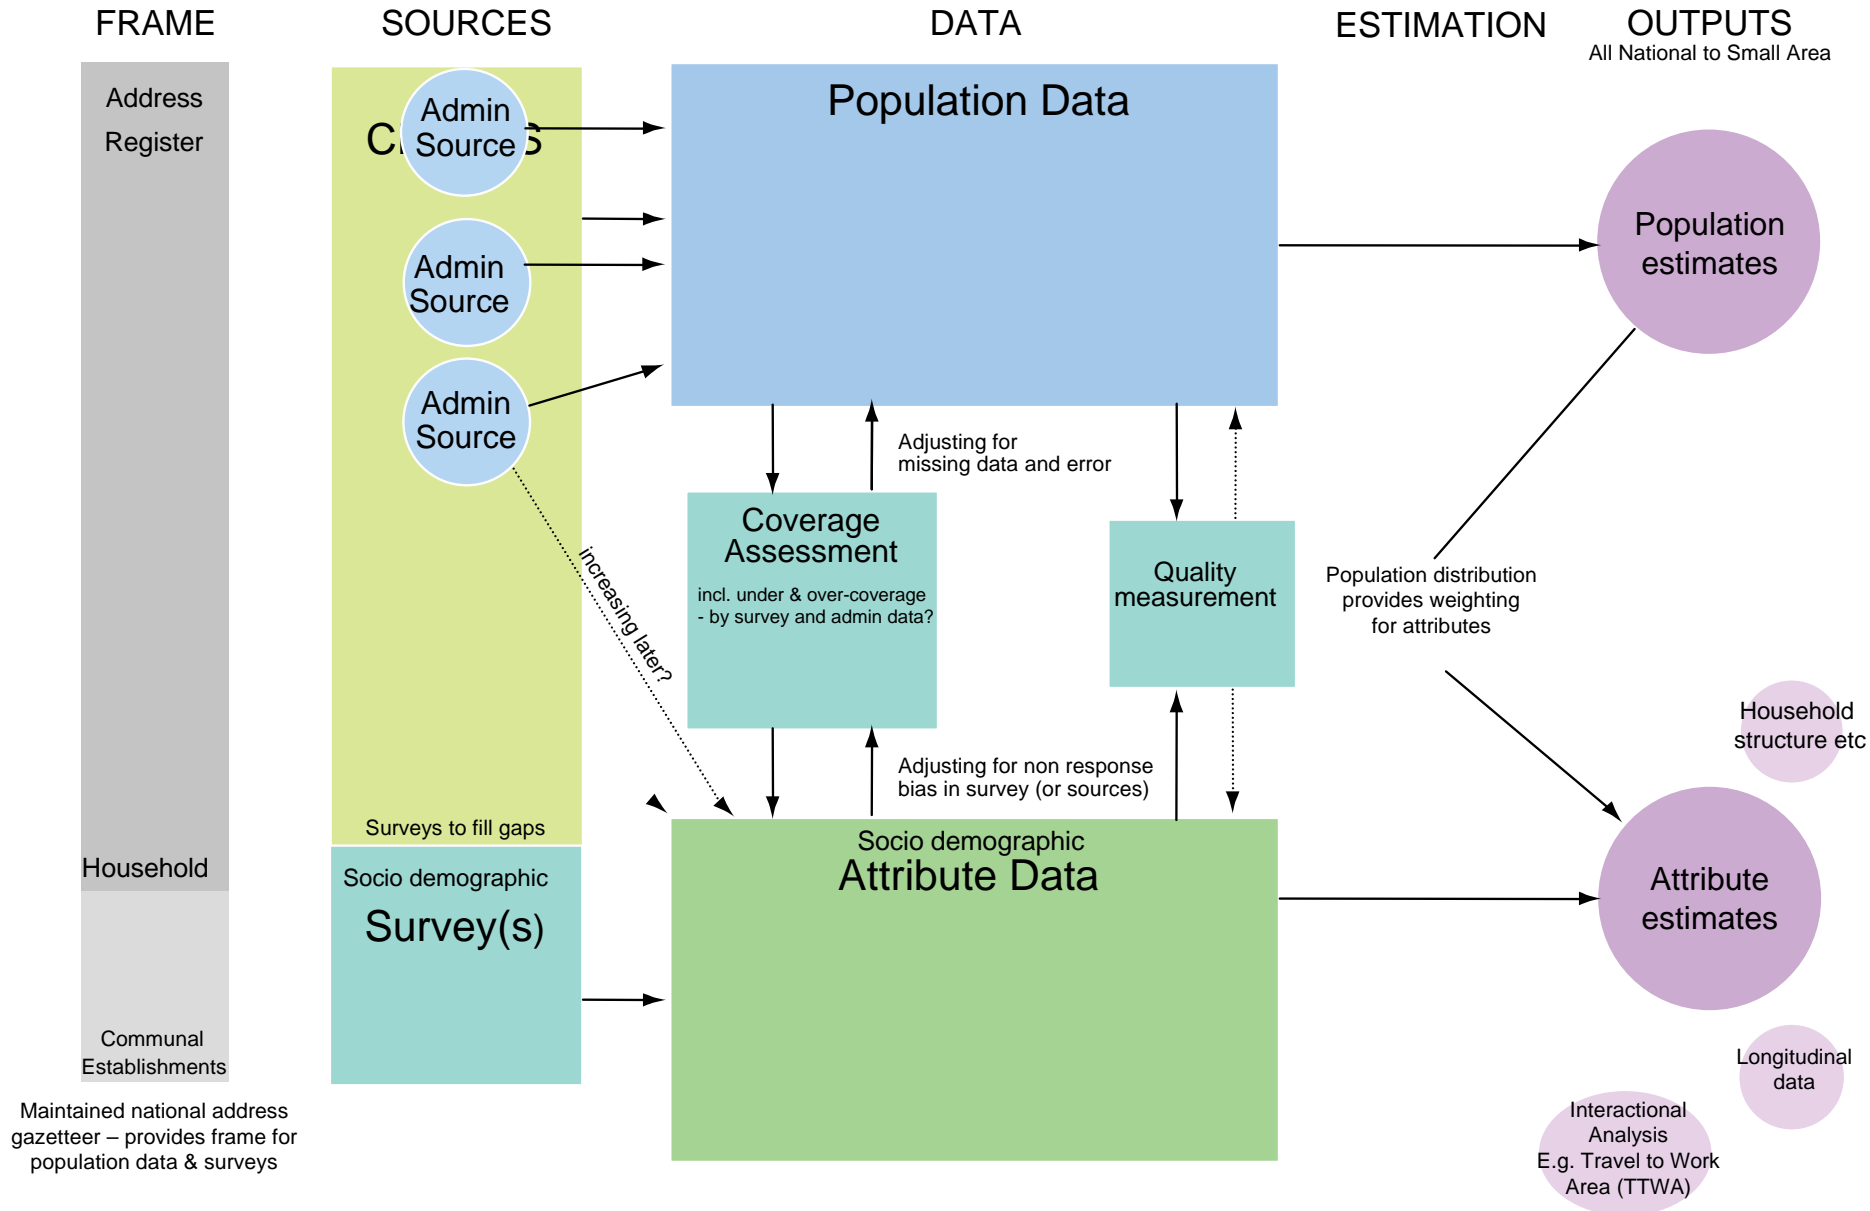 FRAME
SOURCES
DATA
ESTIMATION
OUTPUTS
All National to Small Area
Address
Register
Household
Communal
Establishments
Maintained national address
gazetteer – provides frame for
population data & surveys
Admin
Source
Admin
Source
Admin
Source
increasing later?
Surveys to fill gaps
Socio demographic
Survey(s)
Population Data
Adjusting for
missing data and error
Coverage
Assessment
incl. under & over-coverage
- by survey and admin data?
Quality
measurement
Adjusting for non response
bias in survey (or sources)
Socio demographic
Attribute Data
Population distribution
provides weighting
for attributes
Population
estimates
Household
structure etc
Attribute
estimates
Longitudinal
data
Interactional
Analysis
E.g. Travel to Work
Area (TTWA)